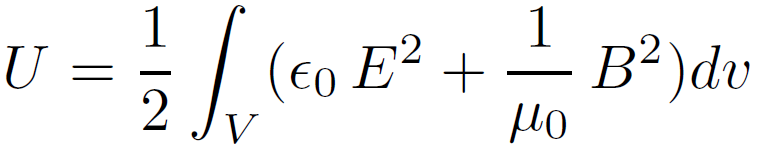 U = \frac{1}{2} \int_V (\epsilon_0 E^2 + \frac{1}{\mu_0} B^2) dv